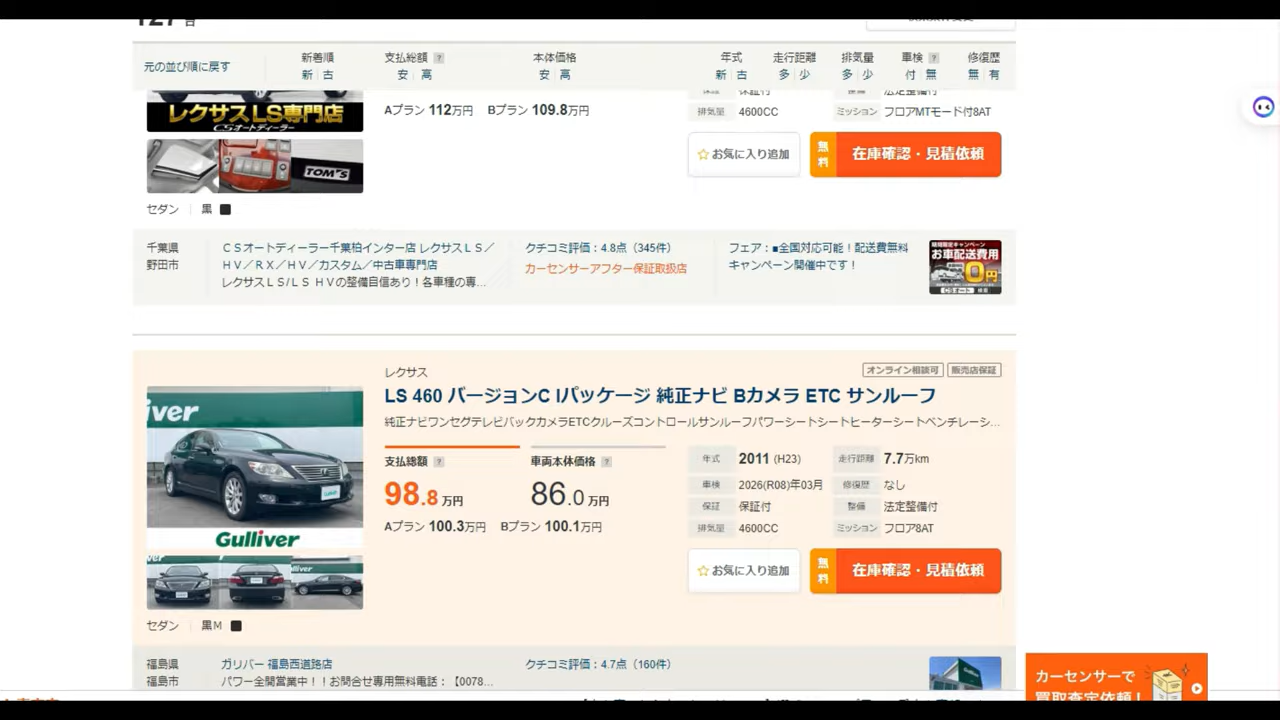 元の並び順に戻す
新着順
新 古
支払総額 ?
安 高
本体価格
安 高
年式
新 古
走行距離
多 少
排気量
多 少
車検 ?
付 無
修復歴
無 有
レクサスLS専門店
CSオートディーラー
Aプラン 112万円 Bプラン 109.8万円
排気量 4600CC ミッション フロアMTモード付8AT
TOM'S
☆お気に入り追加
無料 在庫確認・見積依頼
セダン 黒
千葉県
野田市
ＣＳオートディーラー千葉柏インター店 レクサスＬＳ／
ＨＶ／ＲＸ／ＨＶ／カスタム／中古車専門店
レクサスＬＳ/ＬＳ ＨＶの整備目信あり！各車種の専…
クチコミ評価：4.8点（345件）
カーセンサーアフター保証取扱店
フェア：■全国対応可能！配送費無料
キャンペーン開催中です！
期間限定キャンペーン
お車配送費用
0円
レクサス
オンライン相談可 販売店保証
LS 460 バージョンC Iパッケージ 純正ナビ Bカメラ ETC サンルーフ
純正ナビワンセグテレビバックカメラETCクルーズコントロールサンルーフパワーシートシートヒーターシートベンチレーシ…
支払総額 ?
98.8 万円
車両本体価格 ?
86.0 万円
Aプラン 100.3万円 Bプラン 100.1万円
年式 2011 (H23) 走行距離 7.7万km
車検 2026(R08)年03月 修復歴 なし
保証 保証付 整備 法定整備付
排気量 4600CC ミッション フロア8AT
iver
Gulliver
☆お気に入り追加
無料 在庫確認・見積依頼
セダン 黒M
福島県
福島市
ガリバー 福島西道路店
パワー全開営業中！！お問合せ専用無料電話：【0078…
クチコミ評価：4.7点（160件）
カーセンサーで
買取査定依頼！